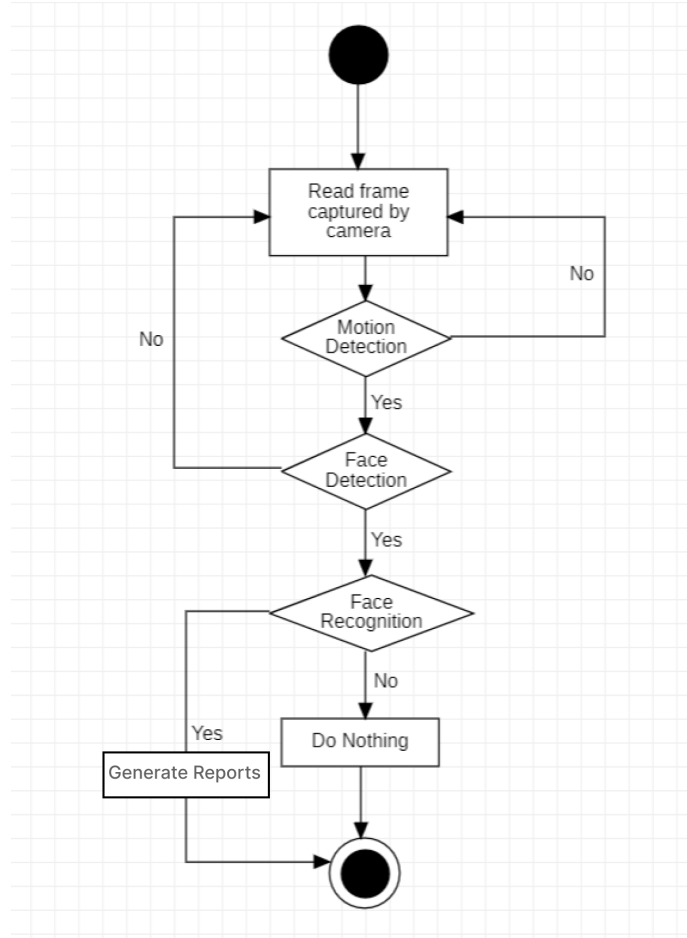 Read frame
captured by
camera
No
Motion
Detection
No
Yes
Face
Detection
Yes
Face
Recognition
No
Yes
Do Nothing
Generate Reports